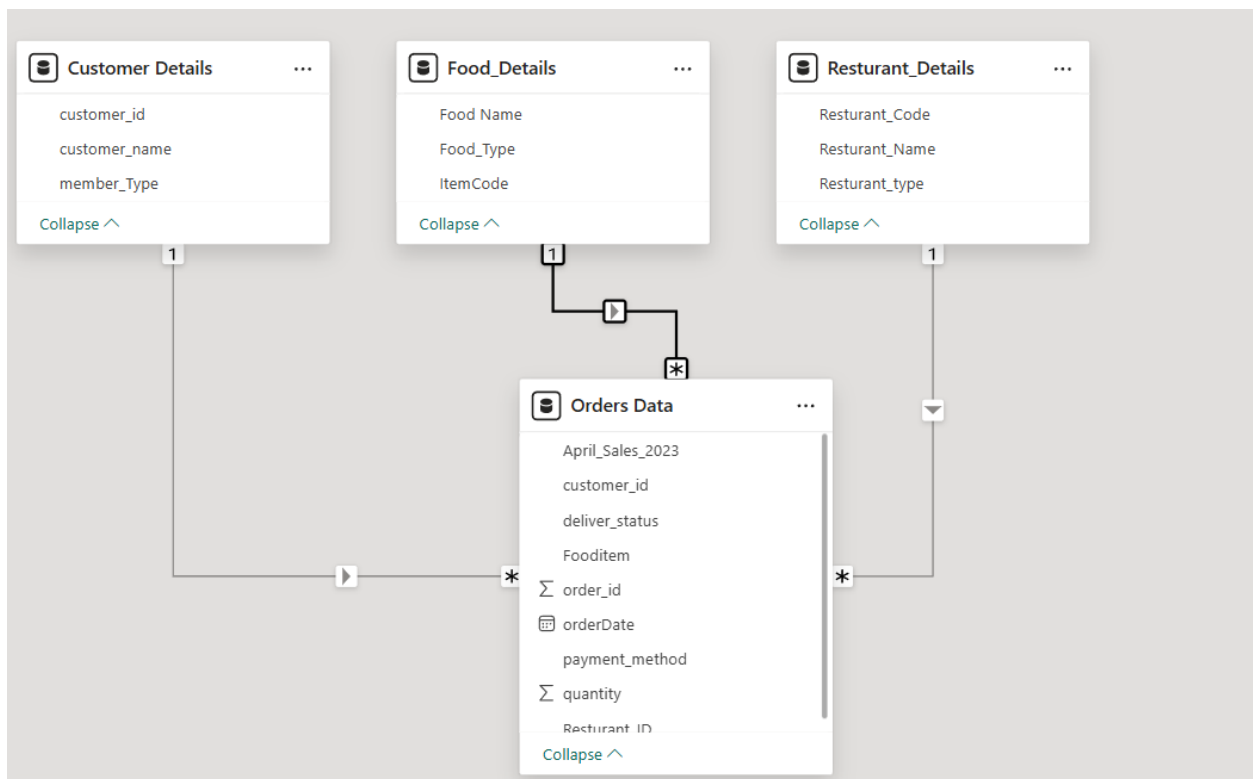 Customer Details ...
customer_id
customer_name
member_Type
Collapse
Food_Details ...
Food Name
Food_Type
ItemCode
Collapse
Resturant_Details ...
Resturant_Code
Resturant_Name
Resturant_type
Collapse
1
1
1
*
Orders Data ...
April_Sales_2023
customer_id
deliver_status
Fooditem
* Σ order_id *
orderDate
payment_method
Σ quantity
Resturant_ID
Collapse